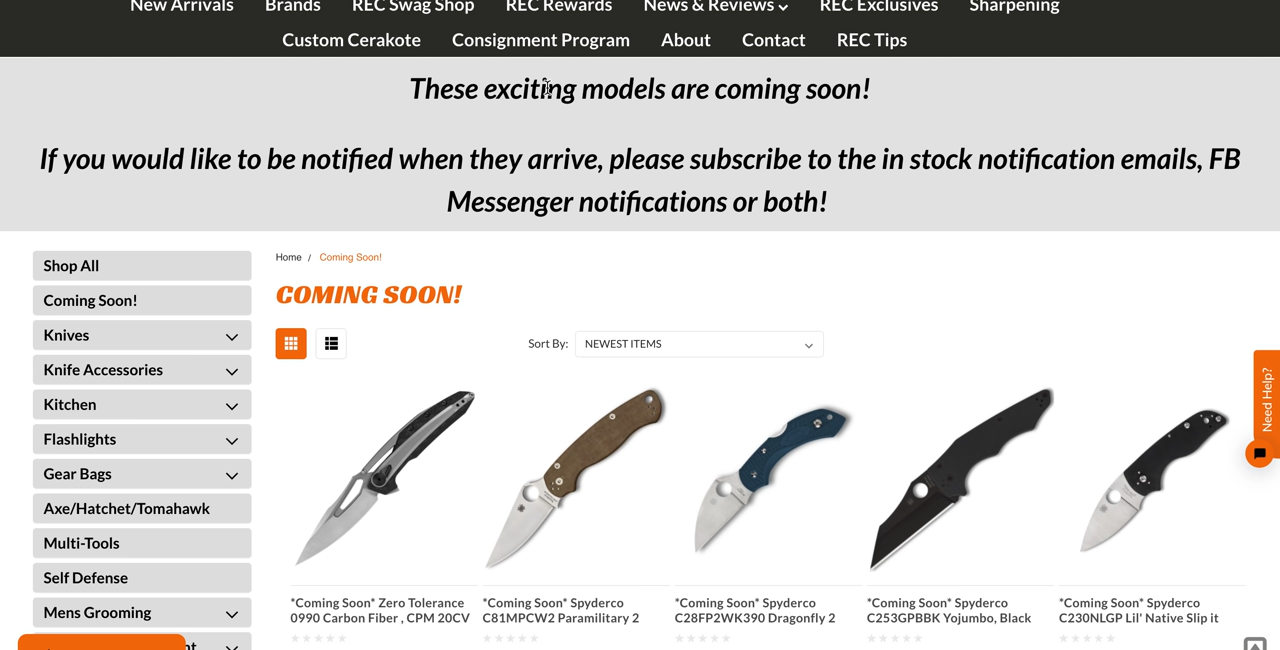 New Arrivals Brands REC Swag Shop REC Rewards News & Reviews REC Exclusives Sharpening
Custom Cerakote Consignment Program About Contact REC Tips
These exciting models are coming soon!
If you would like to be notified when they arrive, please subscribe to the in stock notification emails, FB
Messenger notifications or both!
Shop All
Coming Soon!
Knives
Knife Accessories
Kitchen
Flashlights
Gear Bags
Axe/Hatchet/Tomahawk
Multi-Tools
Self Defense
Mens Grooming
Home / Coming Soon!
COMING SOON!
Sort By: NEWEST ITEMS
*Coming Soon* Zero Tolerance
0990 Carbon Fiber , CPM 20CV
*Coming Soon* Spyderco
C81MPCW2 Paramilitary 2
*Coming Soon* Spyderco
C28FP2WK390 Dragonfly 2
*Coming Soon* Spyderco
C253GPBBK Yojumbo, Black
*Coming Soon* Spyderco
C230NLGP Lil' Native Slip it
Need Help?